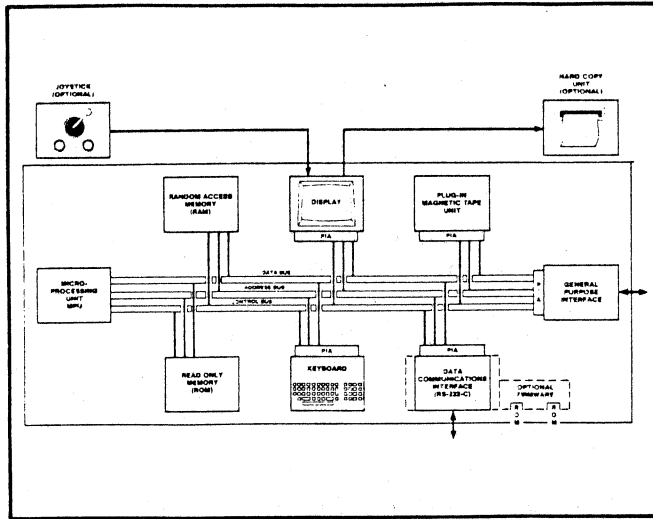 JOYSTICK
(OPTIONAL)
HARD COPY
UNIT
(OPTIONAL)
RANDOM ACCESS
MEMORY
(RAM)
DISPLAY
PIA
PLUG-IN
MAGNETIC TAPE
UNIT
PIA
DATA BUS
ADDRESS BUS
CONTROL BUS
MICRO-
PROCESSING
UNIT
MPU
P
A
GENERAL
PURPOSE
INTERFACE
READ ONLY
MEMORY
(ROM)
PIA
KEYBOARD
PIA
DATA
COMMUNICATIONS
INTERFACE
(RS-232-C)
OPTIONAL
FIRMWARE
ROM
ROM